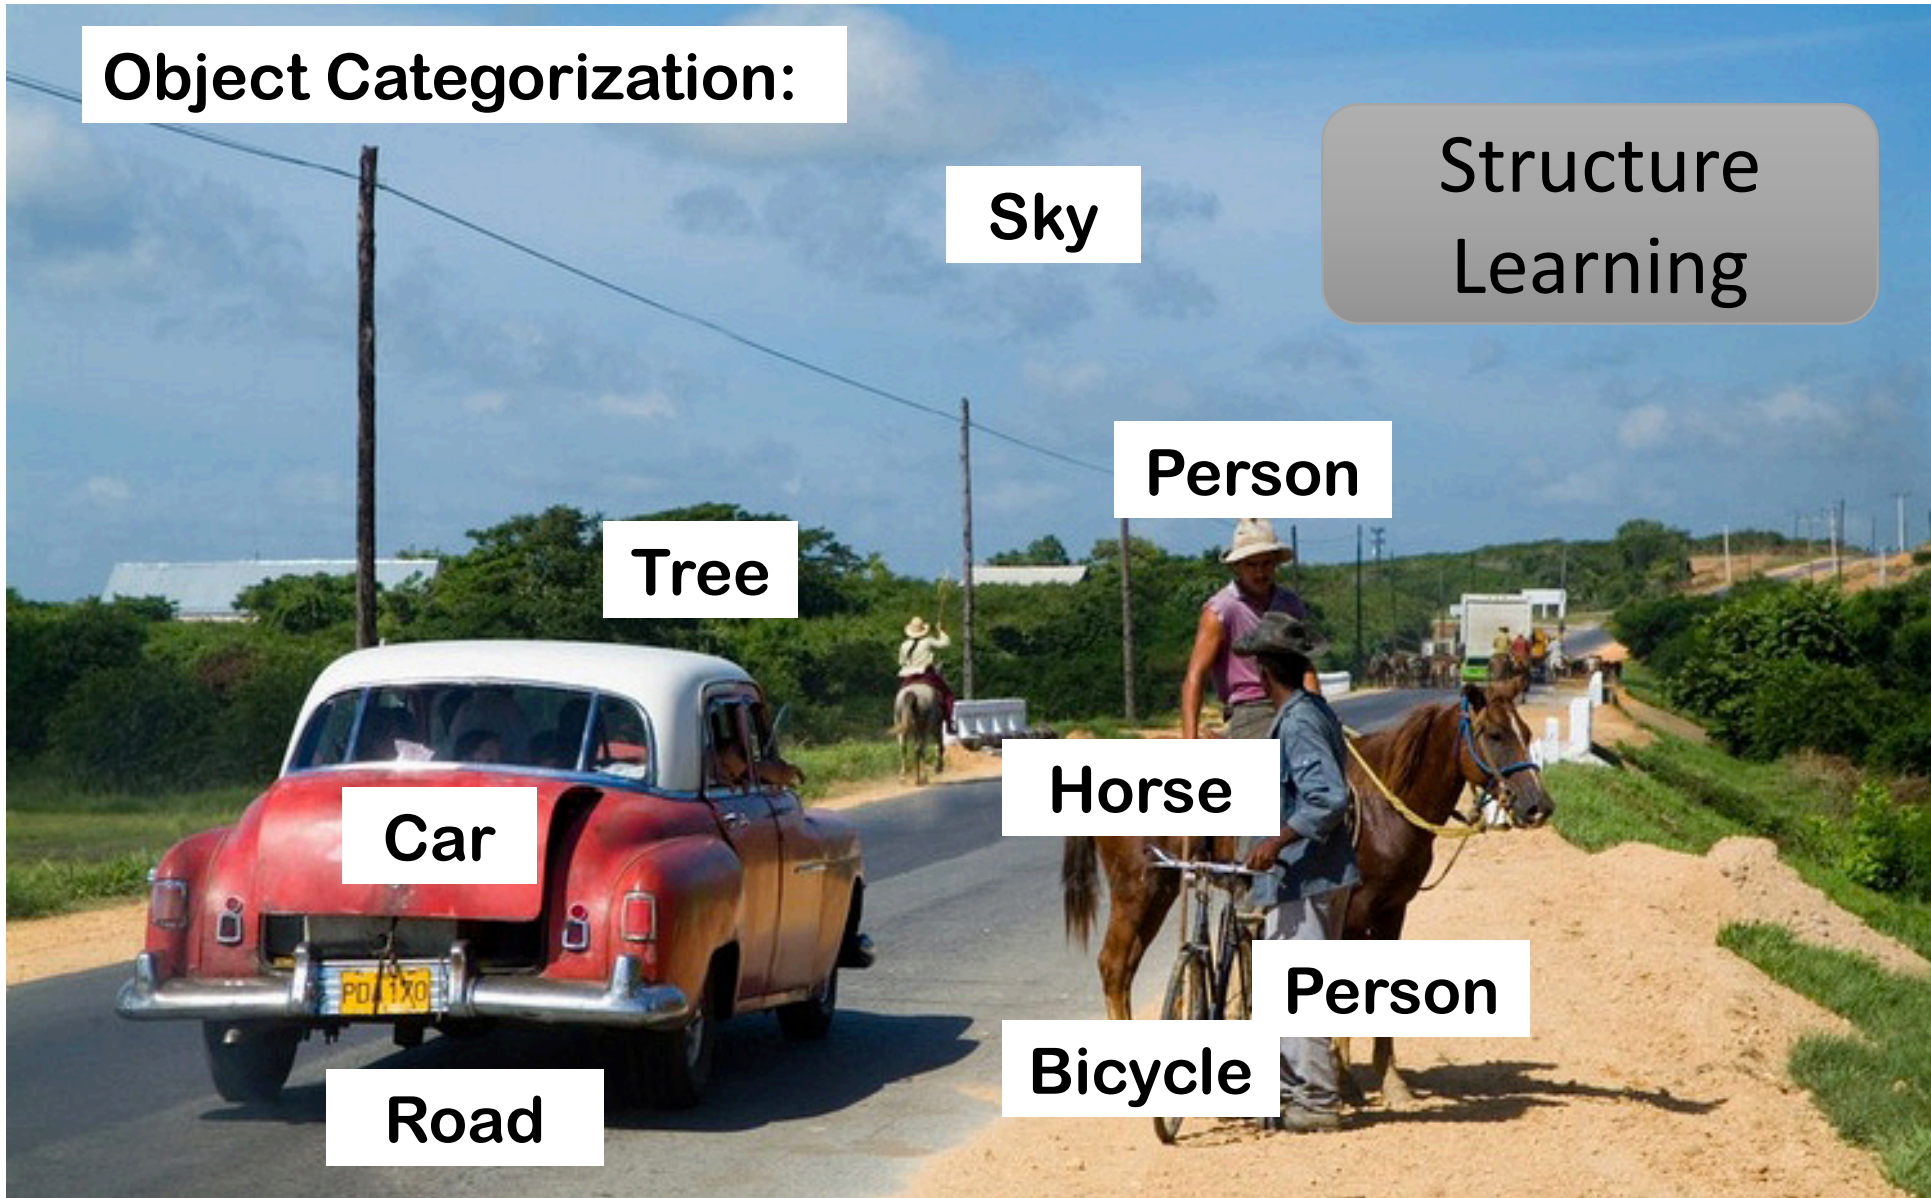 Object Categorization:
Structure
Learning
Sky
Person
Tree
Horse
Car
Person
Bicycle
Road